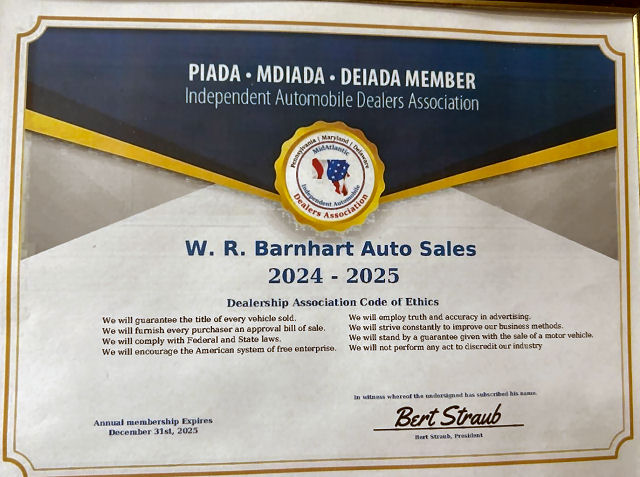 PIADA • MDIADA • DEIADA MEMBER
Independent Automobile Dealers Association
Pennsylvania | Maryland | Delaware
MidAtlantic
Independent Automobile
Dealers Association
W. R. Barnhart Auto Sales
2024 - 2025
Dealership Association Code of Ethics
We will guarantee the title of every vehicle sold.
We will furnish every purchaser an approval bill of sale.
We will comply with Federal and State laws.
We will encourage the American system of free enterprise.
We will employ truth and accuracy in advertising.
We will strive constantly to improve our business methods.
We will stand by a guarantee given with the sale of a motor vehicle.
We will not perform any act to discredit our industry
In witness whereof the undersigned has subscribed his name.
Bert Straub
Bert Straub, President
Annual membership Expires
December 31st, 2025